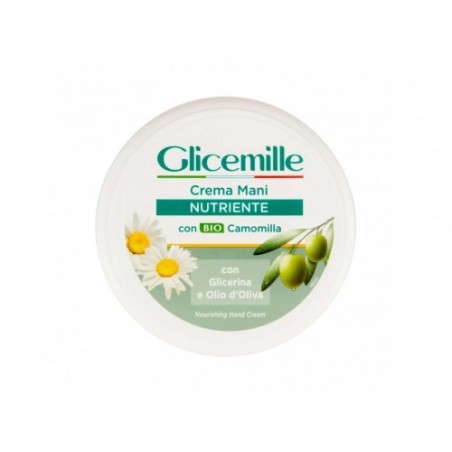 Glicemille
Crema Mani
NUTRIENTE
con BIO Camomilla
con
Glicerina
e Olio d'Oliva
Nourishing Hand Cream